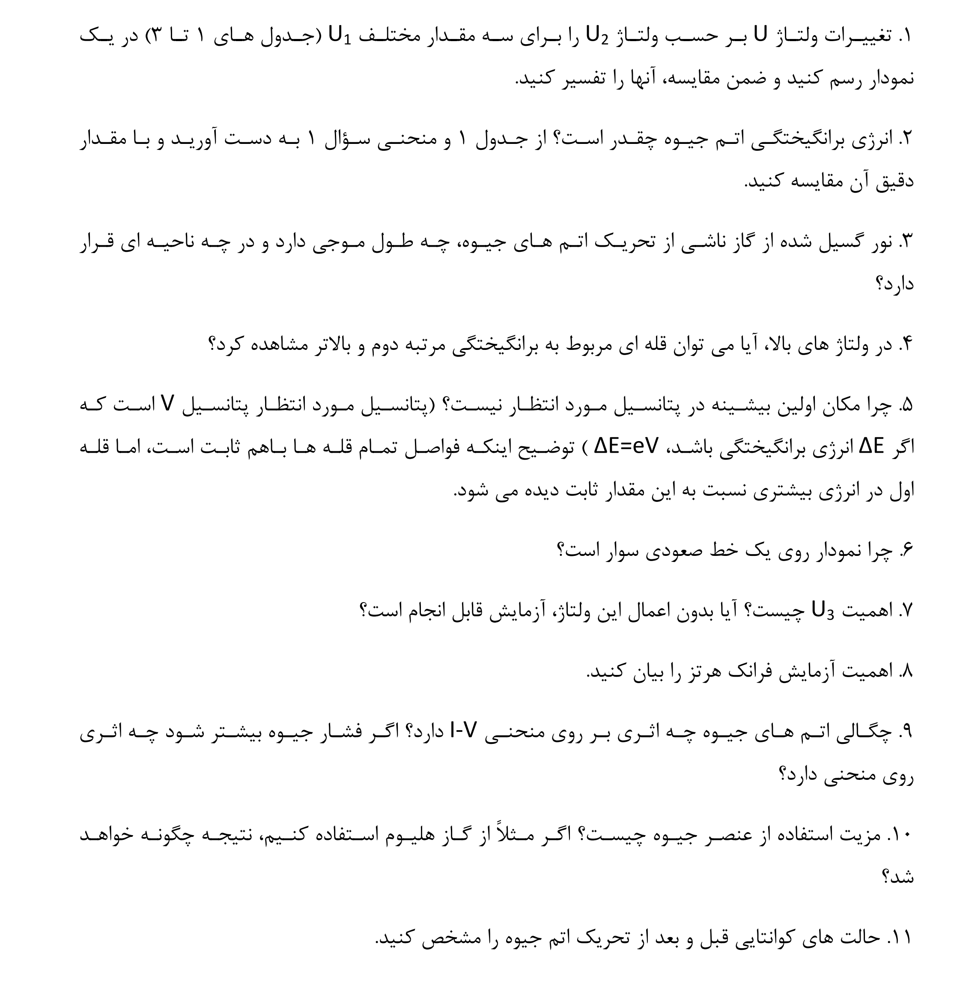 ۱. تغییرات ولتاژ U بر حسب ولتاژ U₂ را برای سه مقدار مختلف U₁ (جدول های ۱ تا ۳) در یک
نمودار رسم کنید و ضمن مقایسه، آنها را تفسیر کنید.
۲. انرژی برانگیختگی اتم جیوه چقدر است؟ از جدول ۱ و منحنی سؤال ۱ به دست آورید و با مقدار
دقیق آن مقایسه کنید.
۳. نور گسیل شده از گاز ناشی از تحریک اتم های جیوه، چه طول موجی دارد و در چه ناحیه ای قرار
دارد؟
۴. در ولتاژ های بالا، آیا می توان قله ای مربوط به برانگیختگی مرتبه دوم و بالاتر مشاهده کرد؟
۵. چرا مکان اولین بیشینه در پتانسیل مورد انتظار نیست؟ (پتانسیل مورد انتظار پتانسیل V است که
اگر ΔE انرژی برانگیختگی باشد، ΔE=eV ) توضیح اینکه فواصل تمام قله ها باهم ثابت است، اما قله
اول در انرژی بیشتری نسبت به این مقدار ثابت دیده می شود.
۶. چرا نمودار روی یک خط صعودی سوار است؟
۷. اهمیت U₃ چیست؟ آیا بدون اعمال این ولتاژ، آزمایش قابل انجام است؟
۸. اهمیت آزمایش فرانک هرتز را بیان کنید.
۹. چگالی اتم های جیوه چه اثری بر روی منحنی I-V دارد؟ اگر فشار جیوه بیشتر شود چه اثری
روی منحنی دارد؟
۱۰. مزیت استفاده از عنصر جیوه چیست؟ اگر مثلاً از گاز هلیوم استفاده کنیم، نتیجه چگونه خواهد
شد؟
۱۱. حالت های کوانتایی قبل و بعد از تحریک اتم جیوه را مشخص کنید.